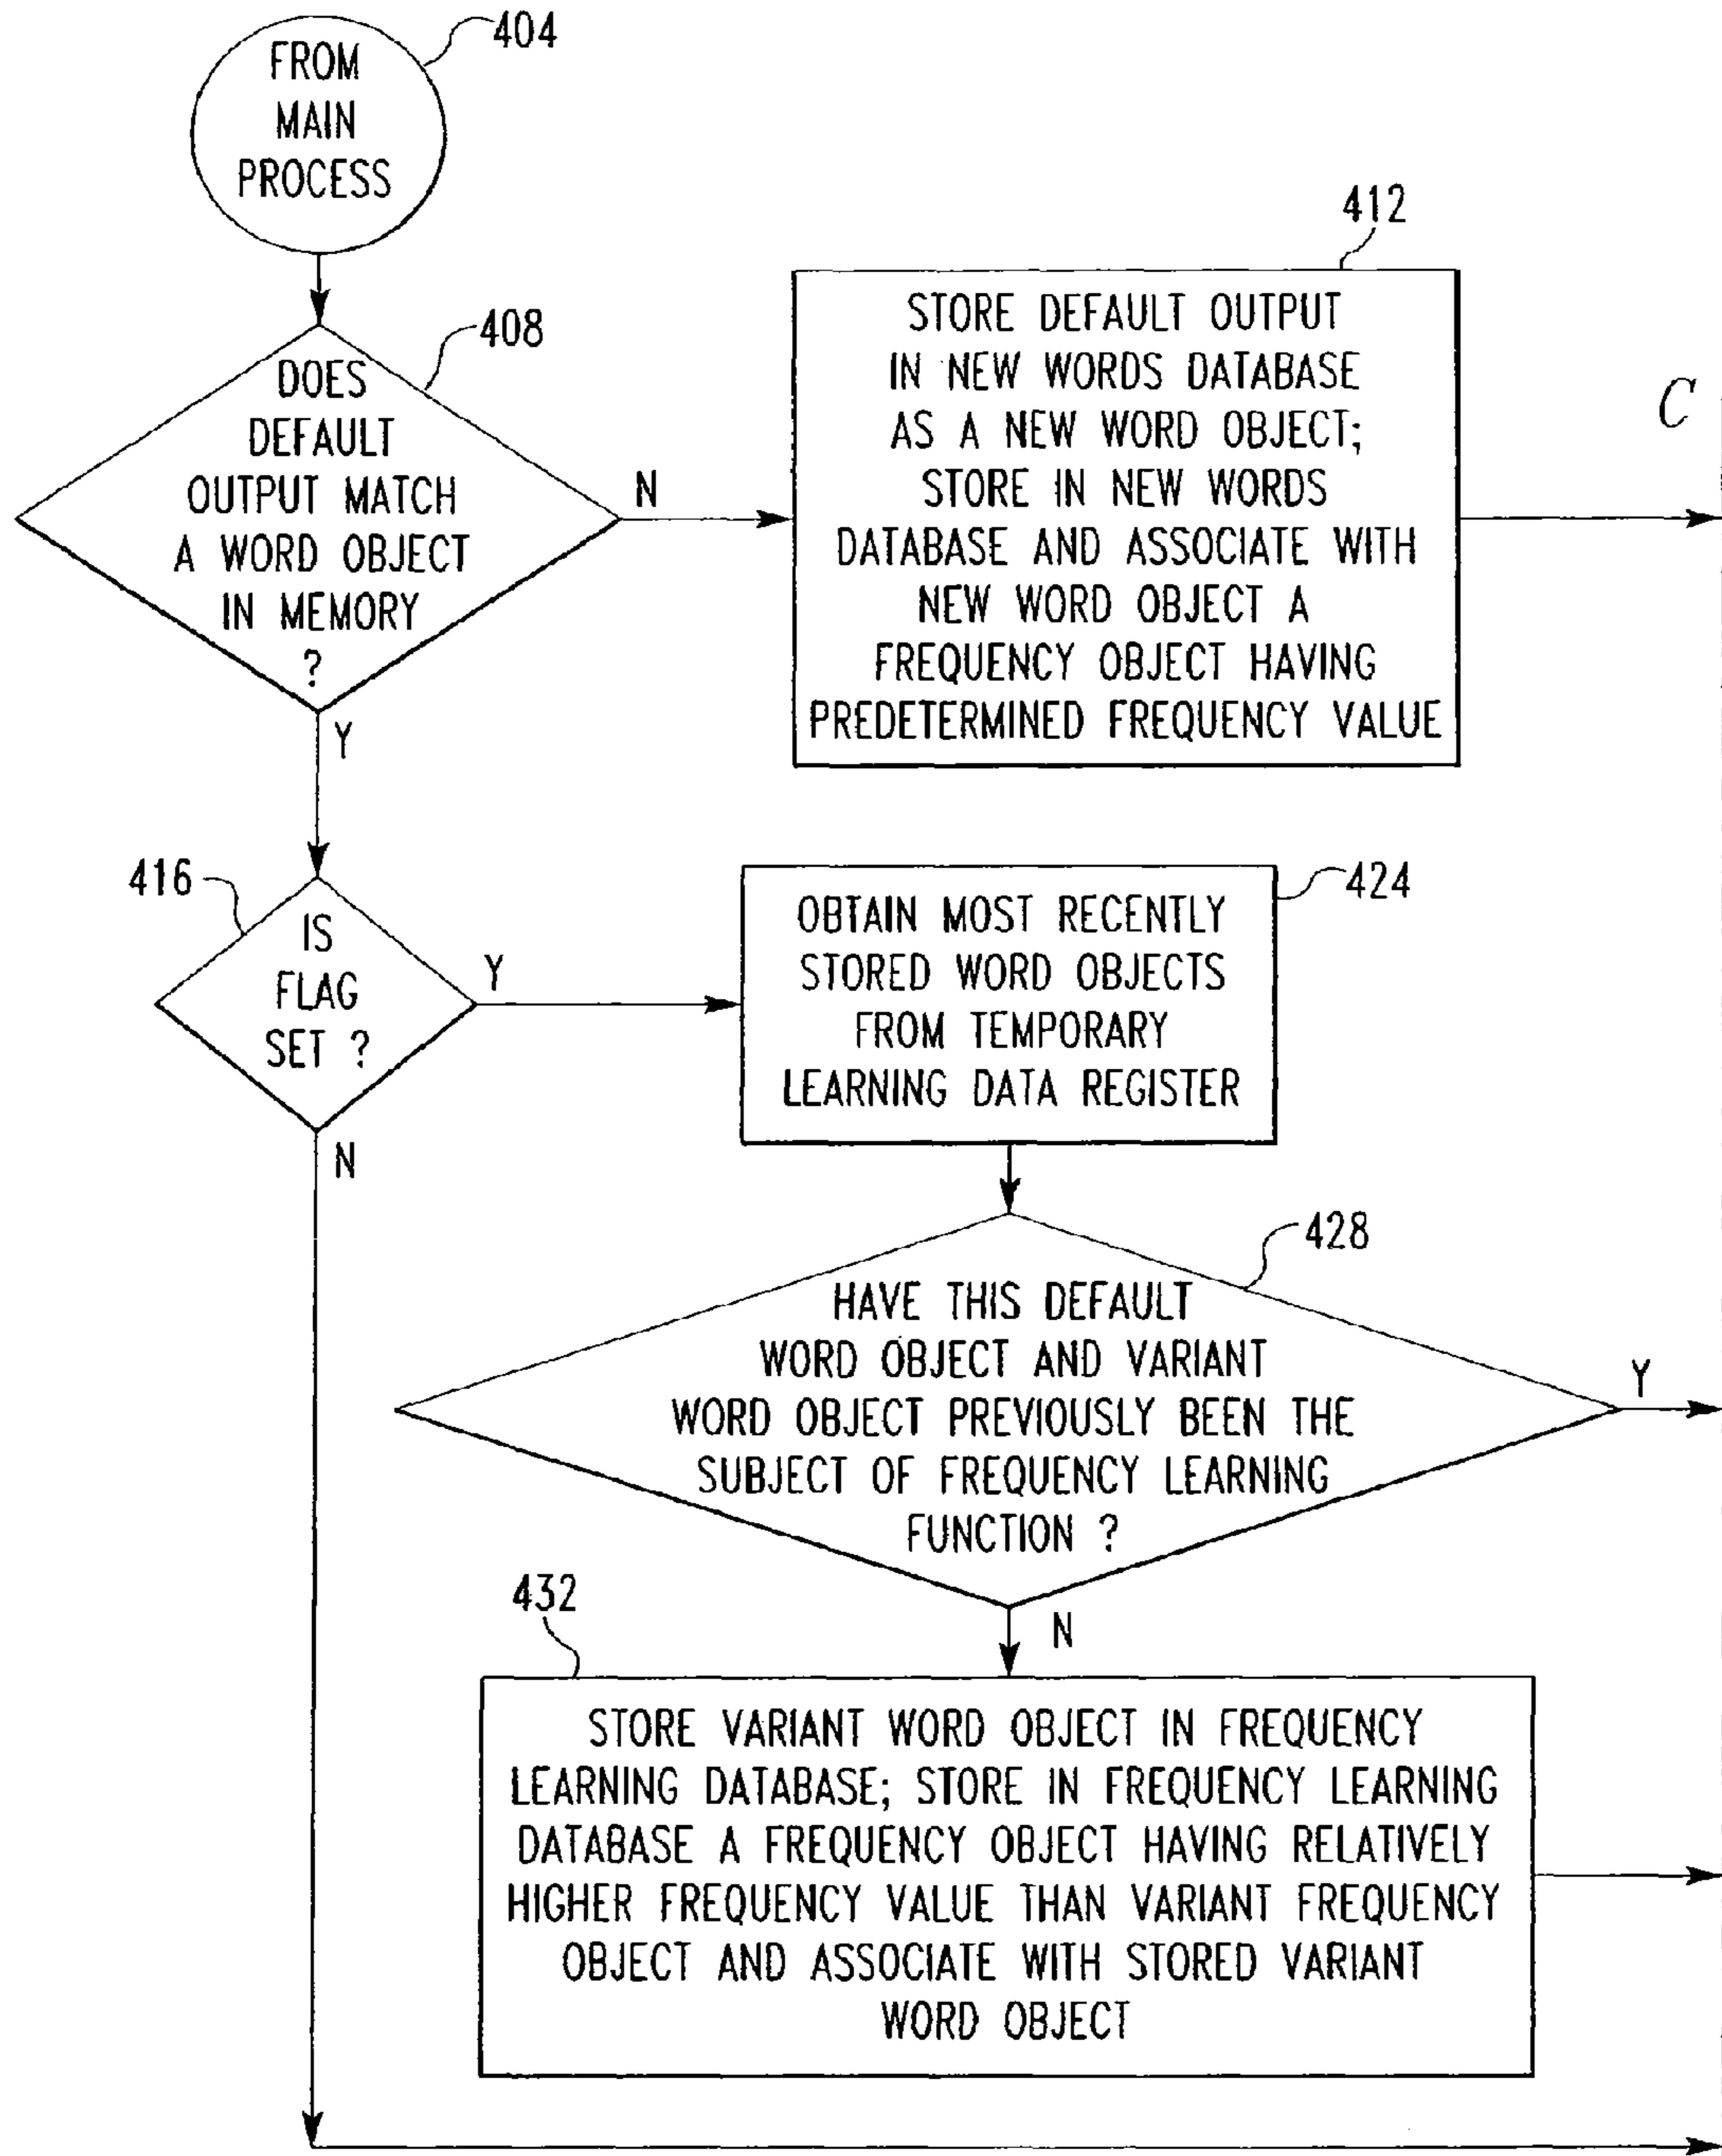 404
FROM
MAIN
PROCESS
408
DOES
DEFAULT
OUTPUT MATCH
A WORD OBJECT
IN MEMORY
?
N
Y
412
STORE DEFAULT OUTPUT
IN NEW WORDS DATABASE
AS A NEW WORD OBJECT;
STORE IN NEW WORDS
DATABASE AND ASSOCIATE WITH
NEW WORD OBJECT A
FREQUENCY OBJECT HAVING
PREDETERMINED FREQUENCY VALUE
C
416
IS
FLAG
SET ?
Y
N
424
OBTAIN MOST RECENTLY
STORED WORD OBJECTS
FROM TEMPORARY
LEARNING DATA REGISTER
428
HAVE THIS DEFAULT
WORD OBJECT AND VARIANT
WORD OBJECT PREVIOUSLY BEEN THE
SUBJECT OF FREQUENCY LEARNING
FUNCTION ?
Y
N
432
STORE VARIANT WORD OBJECT IN FREQUENCY
LEARNING DATABASE; STORE IN FREQUENCY LEARNING
DATABASE A FREQUENCY OBJECT HAVING RELATIVELY
HIGHER FREQUENCY VALUE THAN VARIANT FREQUENCY
OBJECT AND ASSOCIATE WITH STORED VARIANT
WORD OBJECT